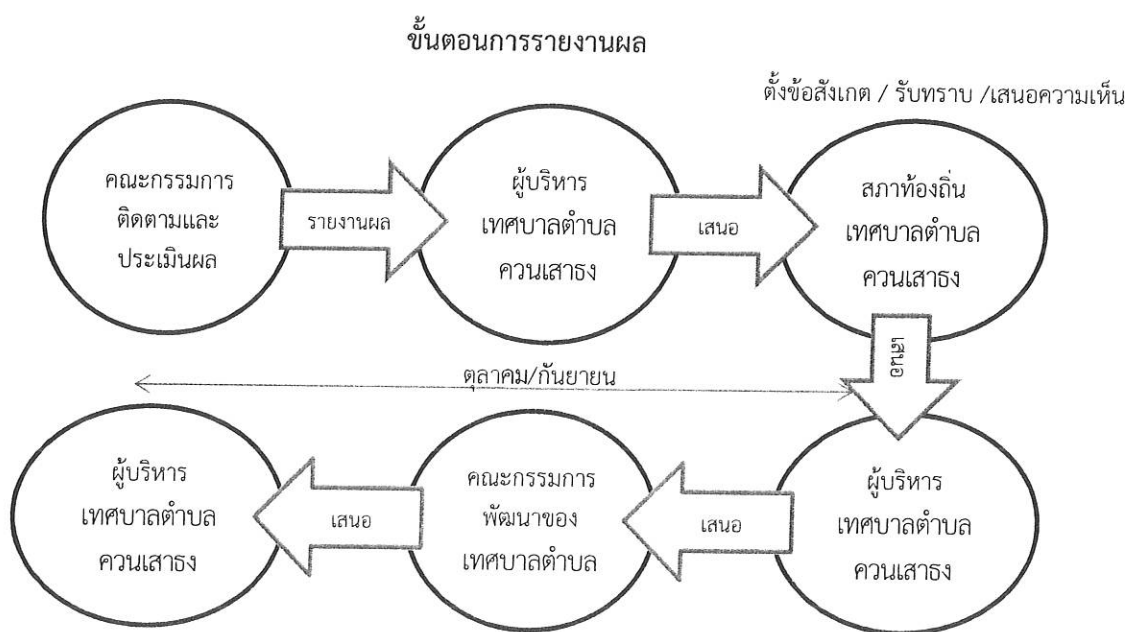 ขั้นตอนการรายงานผล
ตั้งข้อสังเกต / รับทราบ /เสนอความเห็น
คณะกรรมการ
ติดตามและ
ประเมินผล
รายงานผล
ผู้บริหาร
เทศบาลตำบล
ควนเสาธง
เสนอ
สภาท้องถิ่น
เทศบาลตำบล
ควนเสาธง
เสนอ
ตุลาคม/กันยายน
ผู้บริหาร
เทศบาลตำบล
ควนเสาธง
เสนอ
คณะกรรมการ
พัฒนาของ
เทศบาลตำบล
เสนอ
ผู้บริหาร
เทศบาลตำบล
ควนเสาธง